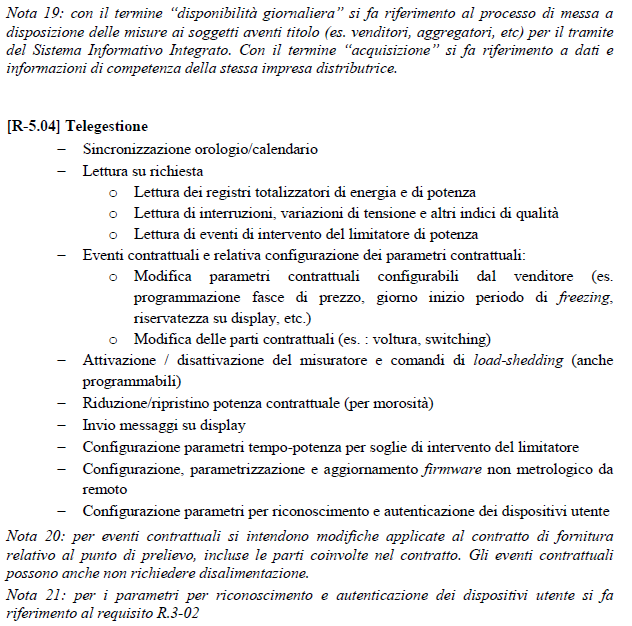 Nota 19: con il termine “disponibilità giornaliera” si fa riferimento al processo di messa a
disposizione delle misure ai soggetti aventi titolo (es. venditori, aggregatori, etc) per il tramite
del Sistema Informativo Integrato. Con il termine “acquisizione” si fa riferimento a dati e
informazioni di competenza della stessa impresa distributrice.
[R-5.04] Telegestione
– Sincronizzazione orologio/calendario
– Lettura su richiesta
o Lettura dei registri totalizzatori di energia e di potenza
o Lettura di interruzioni, variazioni di tensione e altri indici di qualità
o Lettura di eventi di intervento del limitatore di potenza
– Eventi contrattuali e relativa configurazione dei parametri contrattuali:
o Modifica parametri contrattuali configurabili dal venditore (es.
programmazione fasce di prezzo, giorno inizio periodo di freezing,
riservatezza su display, etc.)
o Modifica delle parti contrattuali (es. : voltura, switching)
– Attivazione / disattivazione del misuratore e comandi di load-shedding (anche
programmabili)
– Riduzione/ripristino potenza contrattuale (per morosità)
– Invio messaggi su display
– Configurazione parametri tempo-potenza per soglie di intervento del limitatore
– Configurazione, parametrizzazione e aggiornamento firmware non metrologico da
remoto
– Configurazione parametri per riconoscimento e autenticazione dei dispositivi utente
Nota 20: per eventi contrattuali si intendono modifiche applicate al contratto di fornitura
relativo al punto di prelievo, incluse le parti coinvolte nel contratto. Gli eventi contrattuali
possono anche non richiedere disalimentazione.
Nota 21: per i parametri per riconoscimento e autenticazione dei dispositivi utente si fa
riferimento al requisito R.3-02